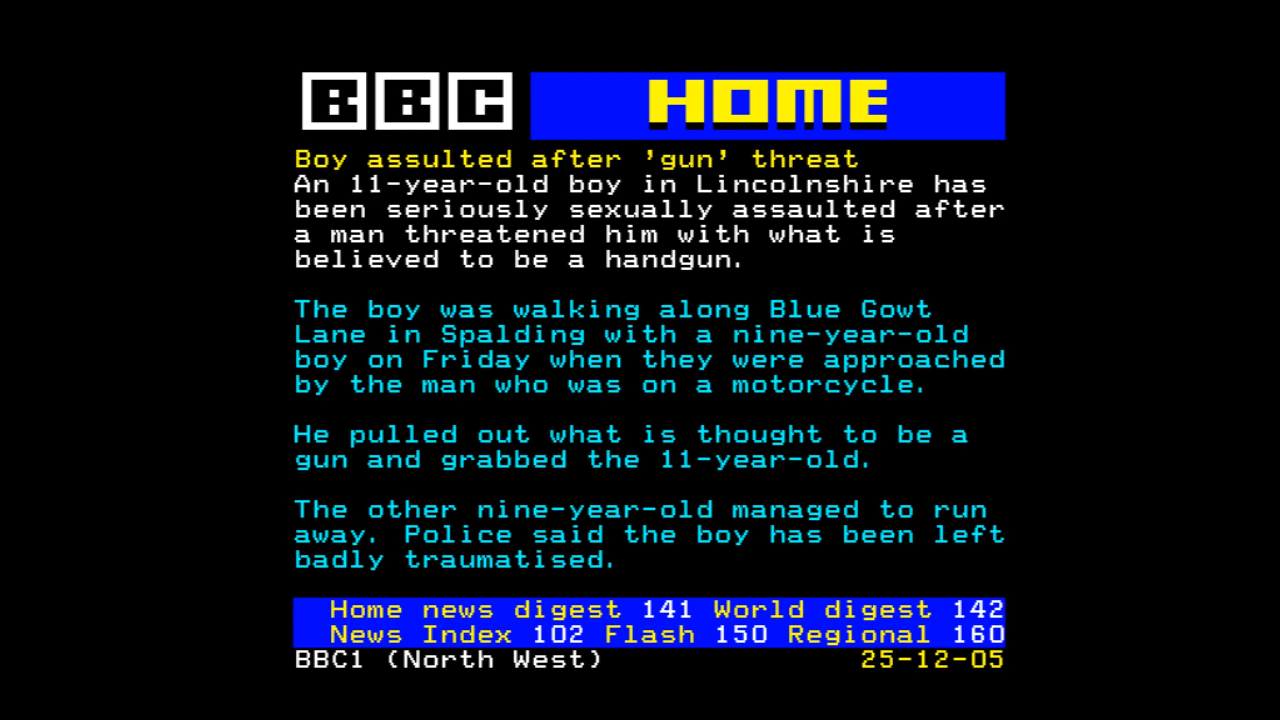 BBC HOME
Boy assulted after 'gun' threat
An 11-year-old boy in Lincolnshire has
been seriously sexually assaulted after
a man threatened him with what is
believed to be a handgun.
The boy was walking along Blue Gowt
Lane in Spalding with a nine-year-old
boy on Friday when they were approached
by the man who was on a motorcycle.
He pulled out what is thought to be a
gun and grabbed the 11-year-old.
The other nine-year-old managed to run
away. Police said the boy has been left
badly traumatised.
Home news digest 141 World digest 142
News Index 102 Flash 150 Regional 160
BBC1 (North West) 25-12-05